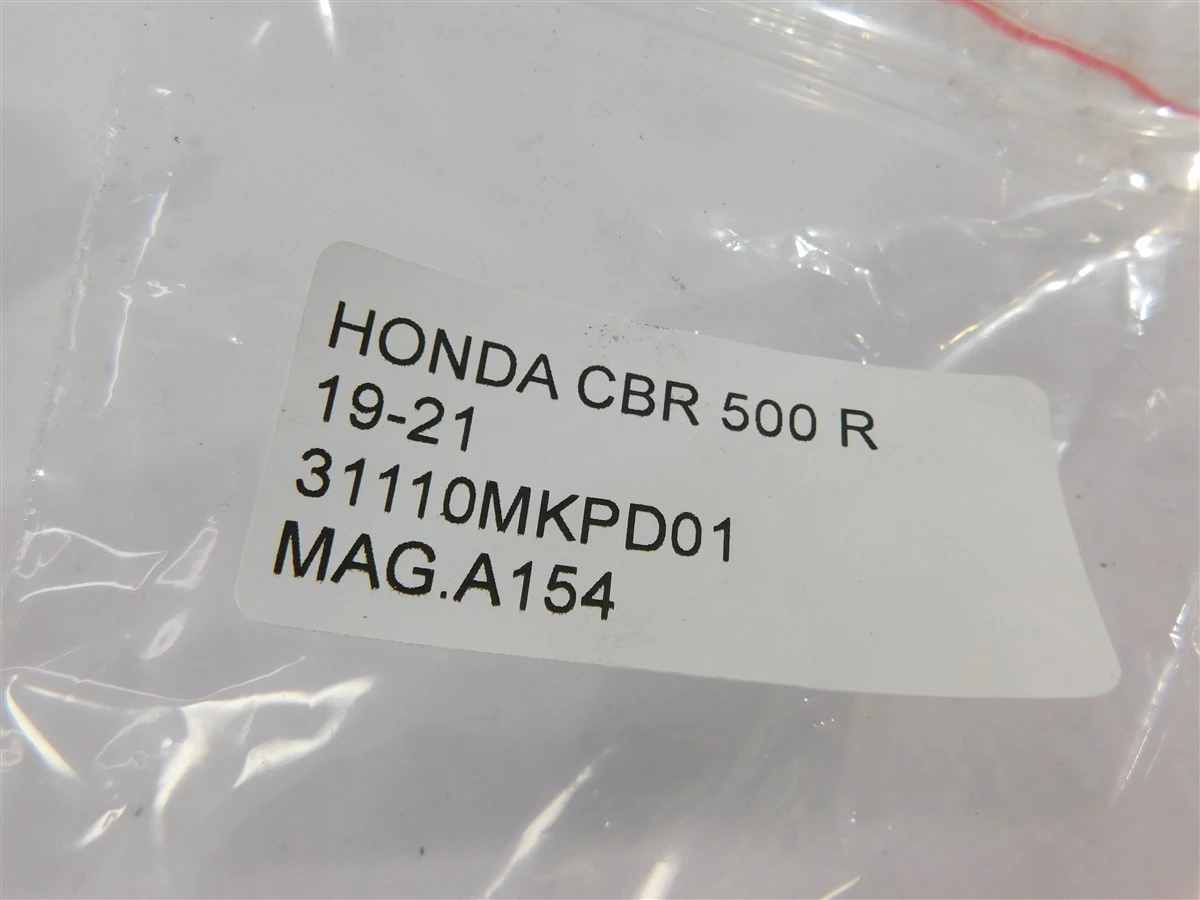 HONDA CBR 500 R
19-21
31110MKPD01
MAG.A154